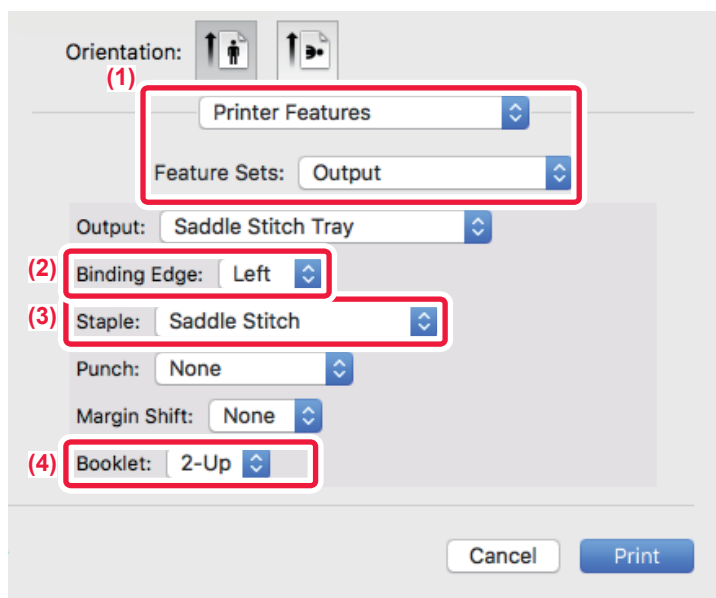 Orientation:
(1)
Printer Features
Feature Sets: Output
Output: Saddle Stitch Tray
(2) Binding Edge: Left
(3) Staple: Saddle Stitch
Punch: None
Margin Shift: None
(4) Booklet: 2-Up
Cancel Print